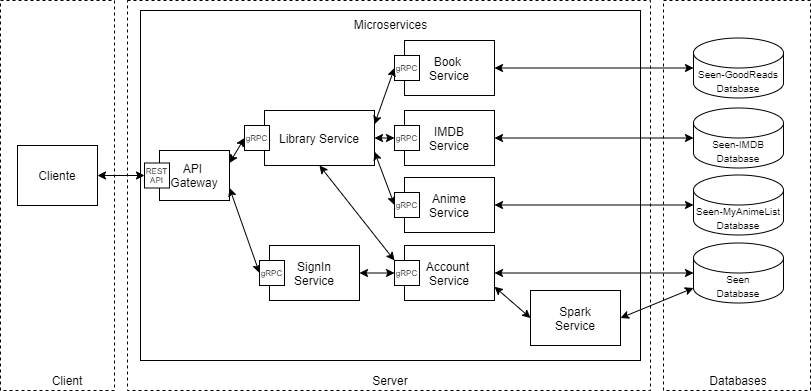 Microservices
Cliente
REST
API
API
Gateway
gRPC
Library Service
gRPC
Book
Service
gRPC
IMDB
Service
gRPC
Anime
Service
gRPC
SignIn
Service
gRPC
Account
Service
Spark
Service
Seen-GoodReads
Database
Seen-IMDB
Database
Seen-MyAnimeList
Database
Seen
Database
Client
Server
Databases